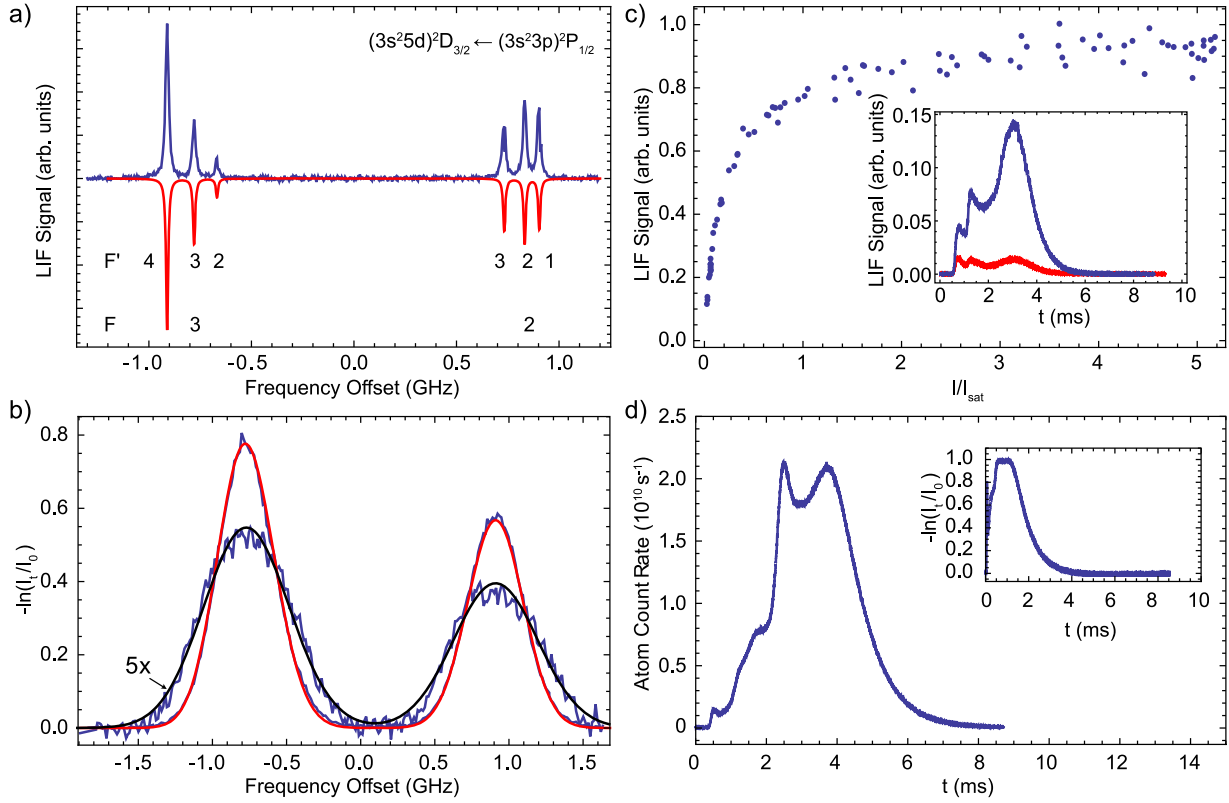 a)
(3s²5d)²D₃/₂ ← (3s²3p)²P₁/₂
LIF Signal (arb. units)
F' 4 3 2 3 2 1
F 3 2
-1.0 -0.5 0.0 0.5 1.0
Frequency Offset (GHz)
b)
-ln(Iₜ/I₀)
0.8
0.6
0.4
0.2
0.0
5x
-1.5 -1.0 -0.5 0.0 0.5 1.0 1.5
Frequency Offset (GHz)
c)
LIF Signal (arb. units)
1.0
0.8
0.6
0.4
0.2
0.0
0 1 2 3 4 5
I/Iₛₐₜ
LIF Signal (arb. units)
0.15
0.10
0.05
0.00
0 2 4 6 8 10
t (ms)
d)
Atom Count Rate (10¹⁰ s⁻¹)
2.5
2.0
1.5
1.0
0.5
0
0 2 4 6 8 10 12 14
t (ms)
-ln(Iₜ/I₀)
1.0
0.8
0.6
0.4
0.2
0.0
0 2 4 6 8 10
t (ms)